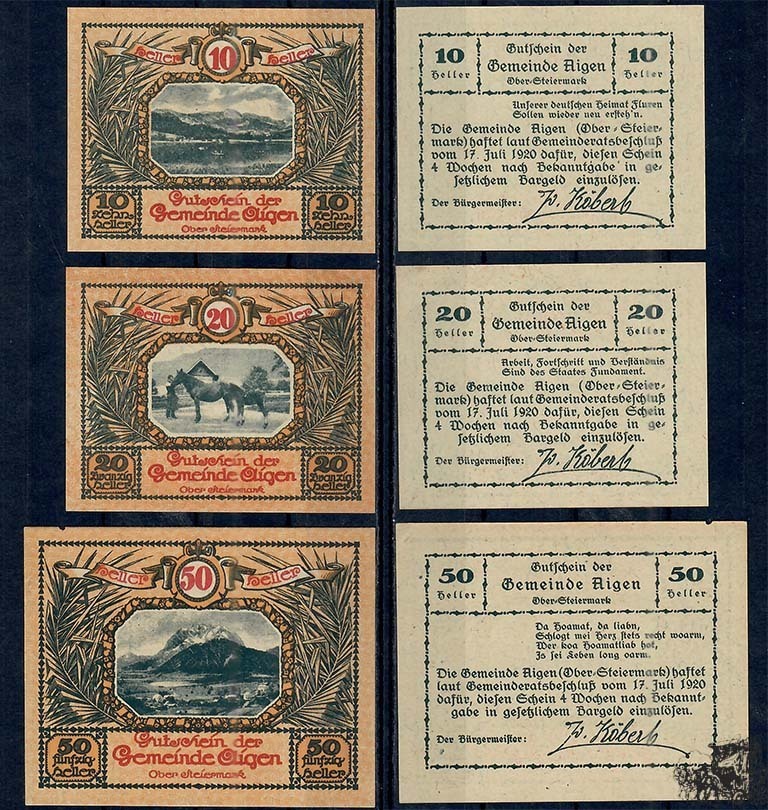 Heller 10 Heller
Gutschein der
Gemeinde Aigen
Ober Steiermark
10 Zehn Heller
10 Zehn Heller
10 Heller
Gutschein der
Gemeinde Aigen
Ober-Steiermark
10 Heller
Unserer deutschen Heimat Fluren
Sollen wieder neu ersteh'n.
Die Gemeinde Aigen (Ober-Steier-
mark) haftet laut Gemeinderatsbeschluß
vom 17. Juli 1920 dafür, diesen Schein
4 Wochen nach Bekanntgabe in ge-
setzlichem Bargeld einzulösen.
Der Bürgermeister:
Heller 20 Heller
Gutschein der
Gemeinde Aigen
Ober Steiermark
20 Zwanzig Heller
20 Zwanzig Heller
20 Heller
Gutschein der
Gemeinde Aigen
Ober-Steiermark
20 Heller
Arbeit, Fortschritt und Verständnis
Sind des Staates Fundament.
Die Gemeinde Aigen (Ober-Steier-
mark) haftet laut Gemeinderatsbeschluß
vom 17. Juli 1920 dafür, diesen Schein
4 Wochen nach Bekanntgabe in ge-
setzlichem Bargeld einzulösen.
Der Bürgermeister:
Heller 50 Heller
Gutschein der
Gemeinde Aigen
Ober Steiermark
50 fünfzig Heller
50 fünfzig Heller
50 Heller
Gutschein der
Gemeinde Aigen
Ober-Steiermark
50 Heller
Da Hoamat, da liabn,
Schlogt mei Herz stets recht woarm,
Wer koa Hoamatliab hot,
Is sei Leben long oarm.
Die Gemeinde Aigen (Ober-Steiermark) haftet
laut Gemeinderatsbeschluß vom 17. Juli 1920
dafür, diesen Schein 4 Wochen nach Bekannt-
gabe in gesetzlichem Bargeld einzulösen.
Der Bürgermeister: